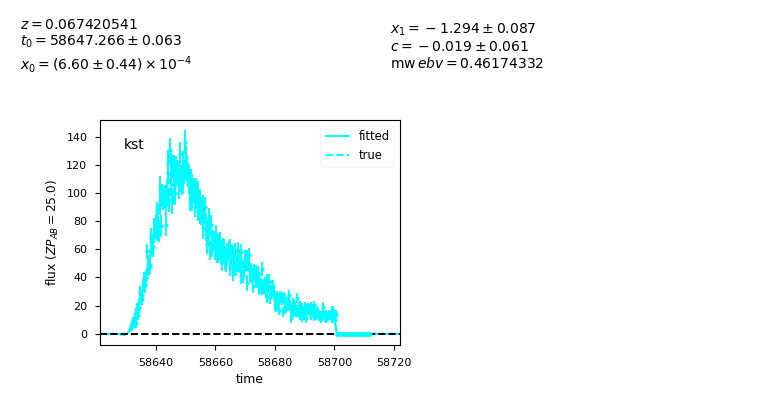 z = 0.067420541
t₀ = 58647.266 ± 0.063
x₀ = (6.60 ± 0.44) × 10⁻⁴
x₁ = −1.294 ± 0.087
c = −0.019 ± 0.061
mw ebv = 0.46174332
kst
fitted
true
140
120
100
80
60
40
20
0
flux (ZP_AB = 25.0)
58640 58660 58680 58700 58720
time